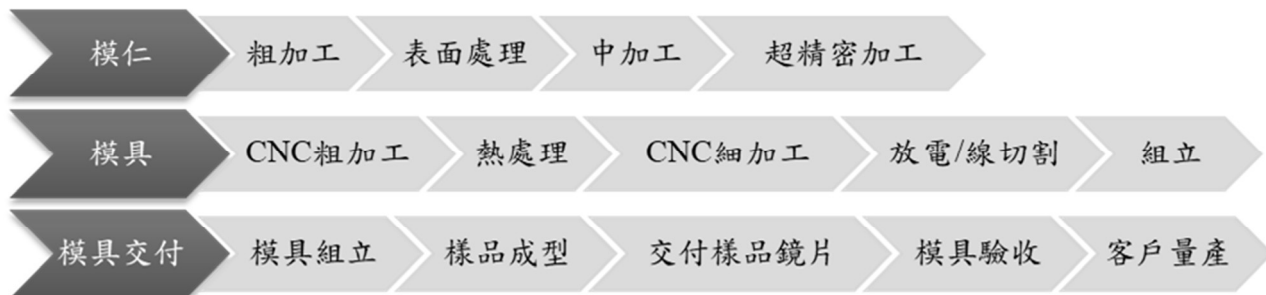 模仁 粗加工 表面處理 中加工 超精密加工
模具 CNC粗加工 熱處理 CNC細加工 放電/線切割 組立
模具交付 模具組立 樣品成型 交付樣品鏡片 模具驗收 客戶量產